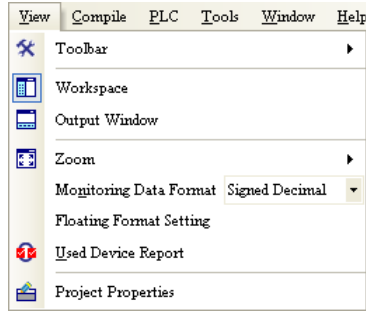 View Compile PLC Tools Window Help
Toolbar
Workspace
Output Window
Zoom
Monitoring Data Format Signed Decimal
Floating Format Setting
Used Device Report
Project Properties